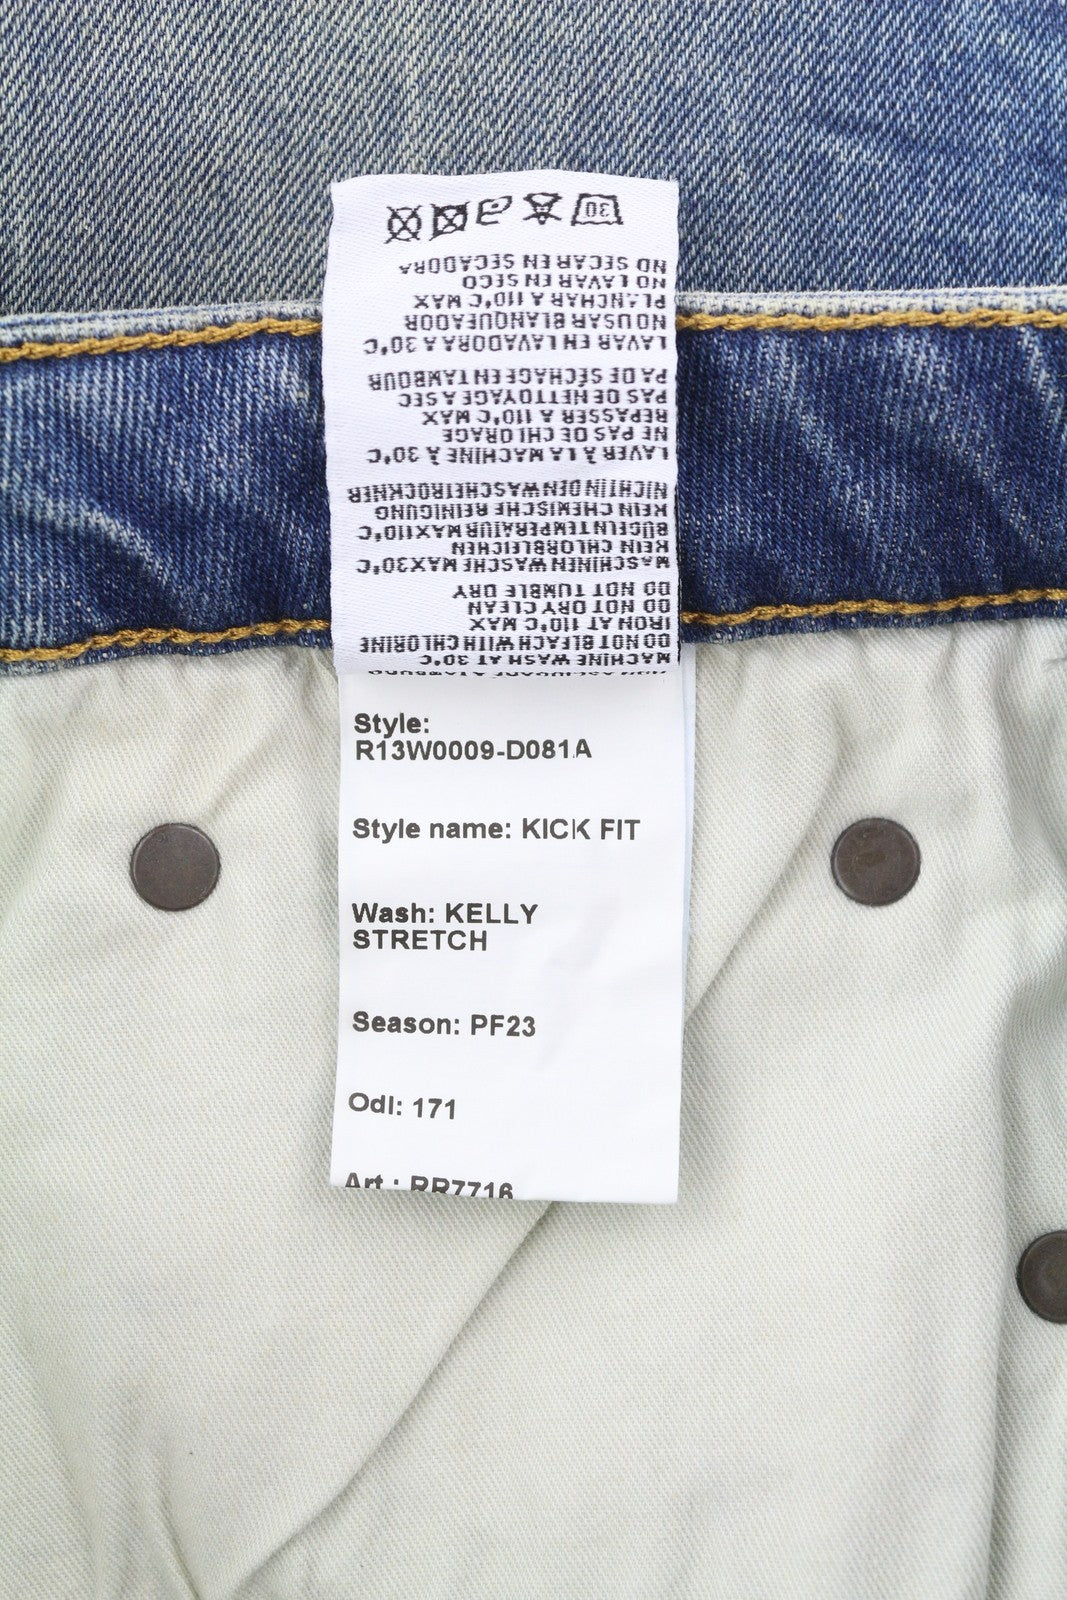 MACHINE WASH AT 30°C
DO NOT BLEACH WITH CHLORINE
IRON AT 110°C MAX
DO NOT DRY CLEAN
DO NOT TUMBLE DRY
MASCHINENWASCHE MAX30°C
KEIN CHLORBLEICHEN
BUGELNTEMPERATUR MAX110°C
KEIN CHEMISCHE REINIGUNG
NICHT IN DEN WASCHETROCKNER
LAVER À LA MACHINE À 30°C
NE PAS DE CHLORAGE
REPASSER A 110°C MAX
PAS DE NETTOYAGE A SEC
PA DE SÉCHAGE EN TAMBOUR
LAVAR EN LAVADORA A 30°C
NO USAR BLANQUEADOR
PLANCHAR A 110°C MAX
NO LAVAR EN SECO
NO SECAR EN SECADORA
30
Style:
R13W0009-D081A
Style name: KICK FIT
Wash: KELLY
STRETCH
Season: PF23
Odl: 171
Art.: RR7716